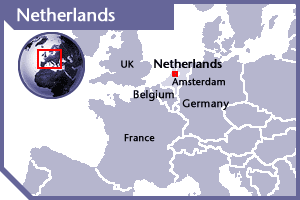 Netherlands
UK
Netherlands
Amsterdam
Belgium
Germany
France